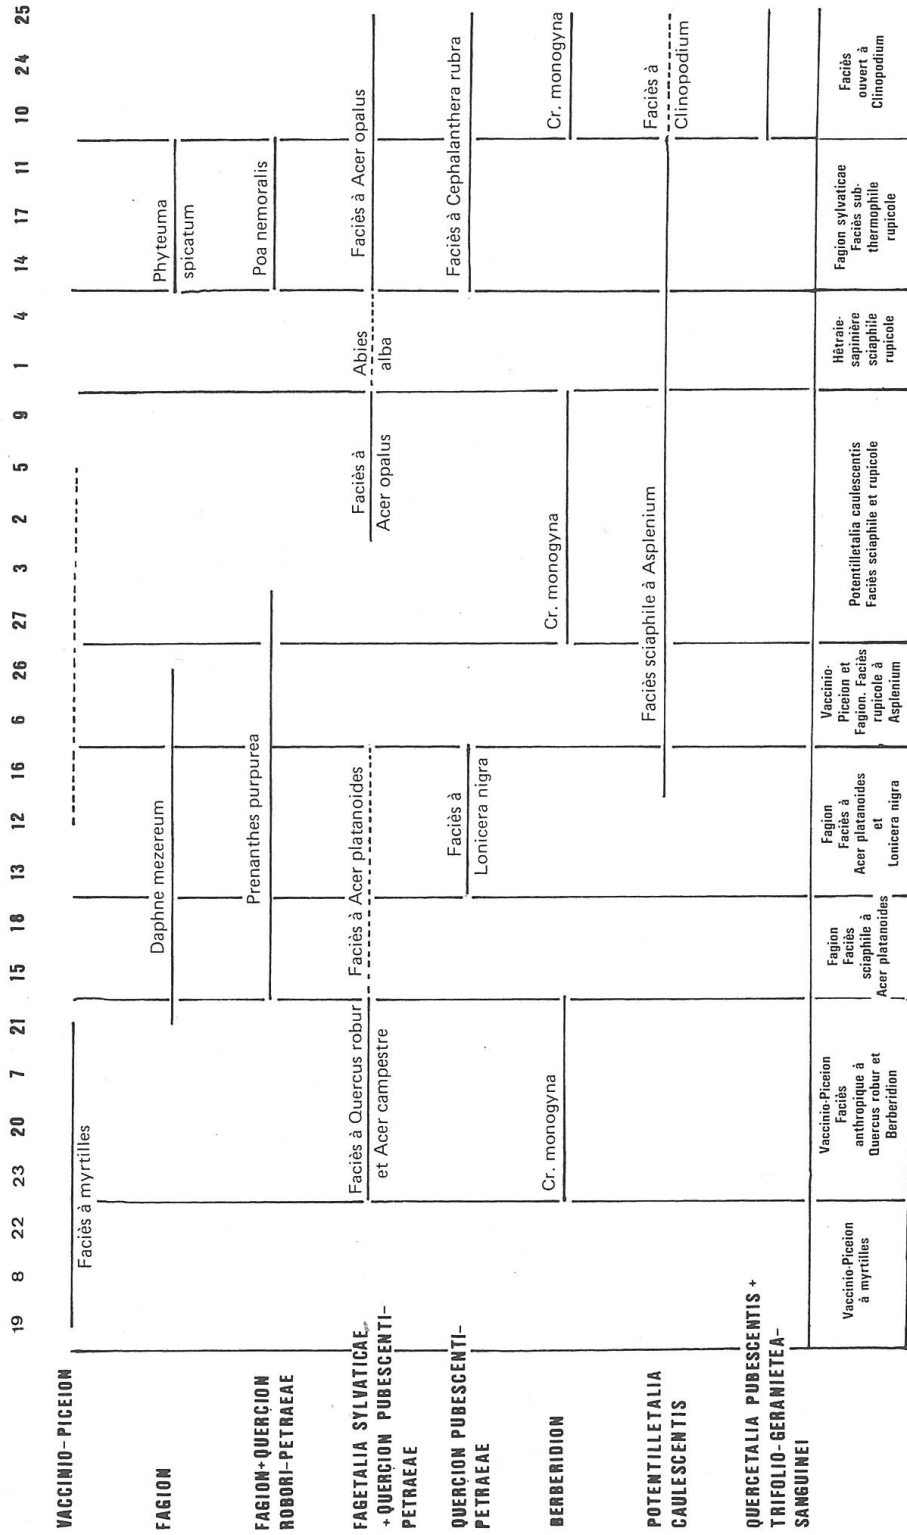 19 8 22 23 20 7 21 15 18 13 12 16 6 26 27 3 2 5 9 1 4 14 17 11 10 24 25
VACCINIO-PICEION
Faciès à myrtilles
FAGION
Daphne mezereum
Phyteuma
spicatum
FAGION+QUERCION
ROBORI-PETRAEAE
Prenanthes purpurea
Poa nemoralis
FAGETALIA SYLVATICAE
+ QUERCION PUBESCENTI-
PETRAEAE
Faciès à Quercus robur
et Acer campestre
Faciès à Acer platanoides
Faciès à
Acer opalus
Abies
alba
Faciès à Acer opalus
QUERCION PUBESCENTI-
PETRAEAE
Faciès à
Lonicera nigra
Faciès à Cephalanthera rubra
BERBERIDION
Cr. monogyna
Cr. monogyna
Cr. monogyna
POTENTILLETALIA
CAULESCENTIS
Faciès sciaphile à Asplenium
Faciès à
Clinopodium
QUERCETALIA PUBESCENTIS +
TRIFOLIO-GERANIETEA-
SANGUINEI
Vaccinio-Piceion
à myrtilles
Vaccinio-Piceion
Faciès
anthropique à
Quercus robur et
Berberidion
Fagion
Faciès
sciaphile à
Acer platanoides
Fagion
Faciès à
Acer platanoides
et
Lonicera nigra
Vaccinio-
Piceion et
Fagion. Faciès
rupicole à
Asplenium
Potentilletalia caulescentis
Faciès sciaphile et rupicole
Hêtraie-
sapinière
sciaphile
rupicole
Fagion sylvaticae
Faciès sub-
thermophile
rupicole
Faciès
ouvert à
Clinopodium